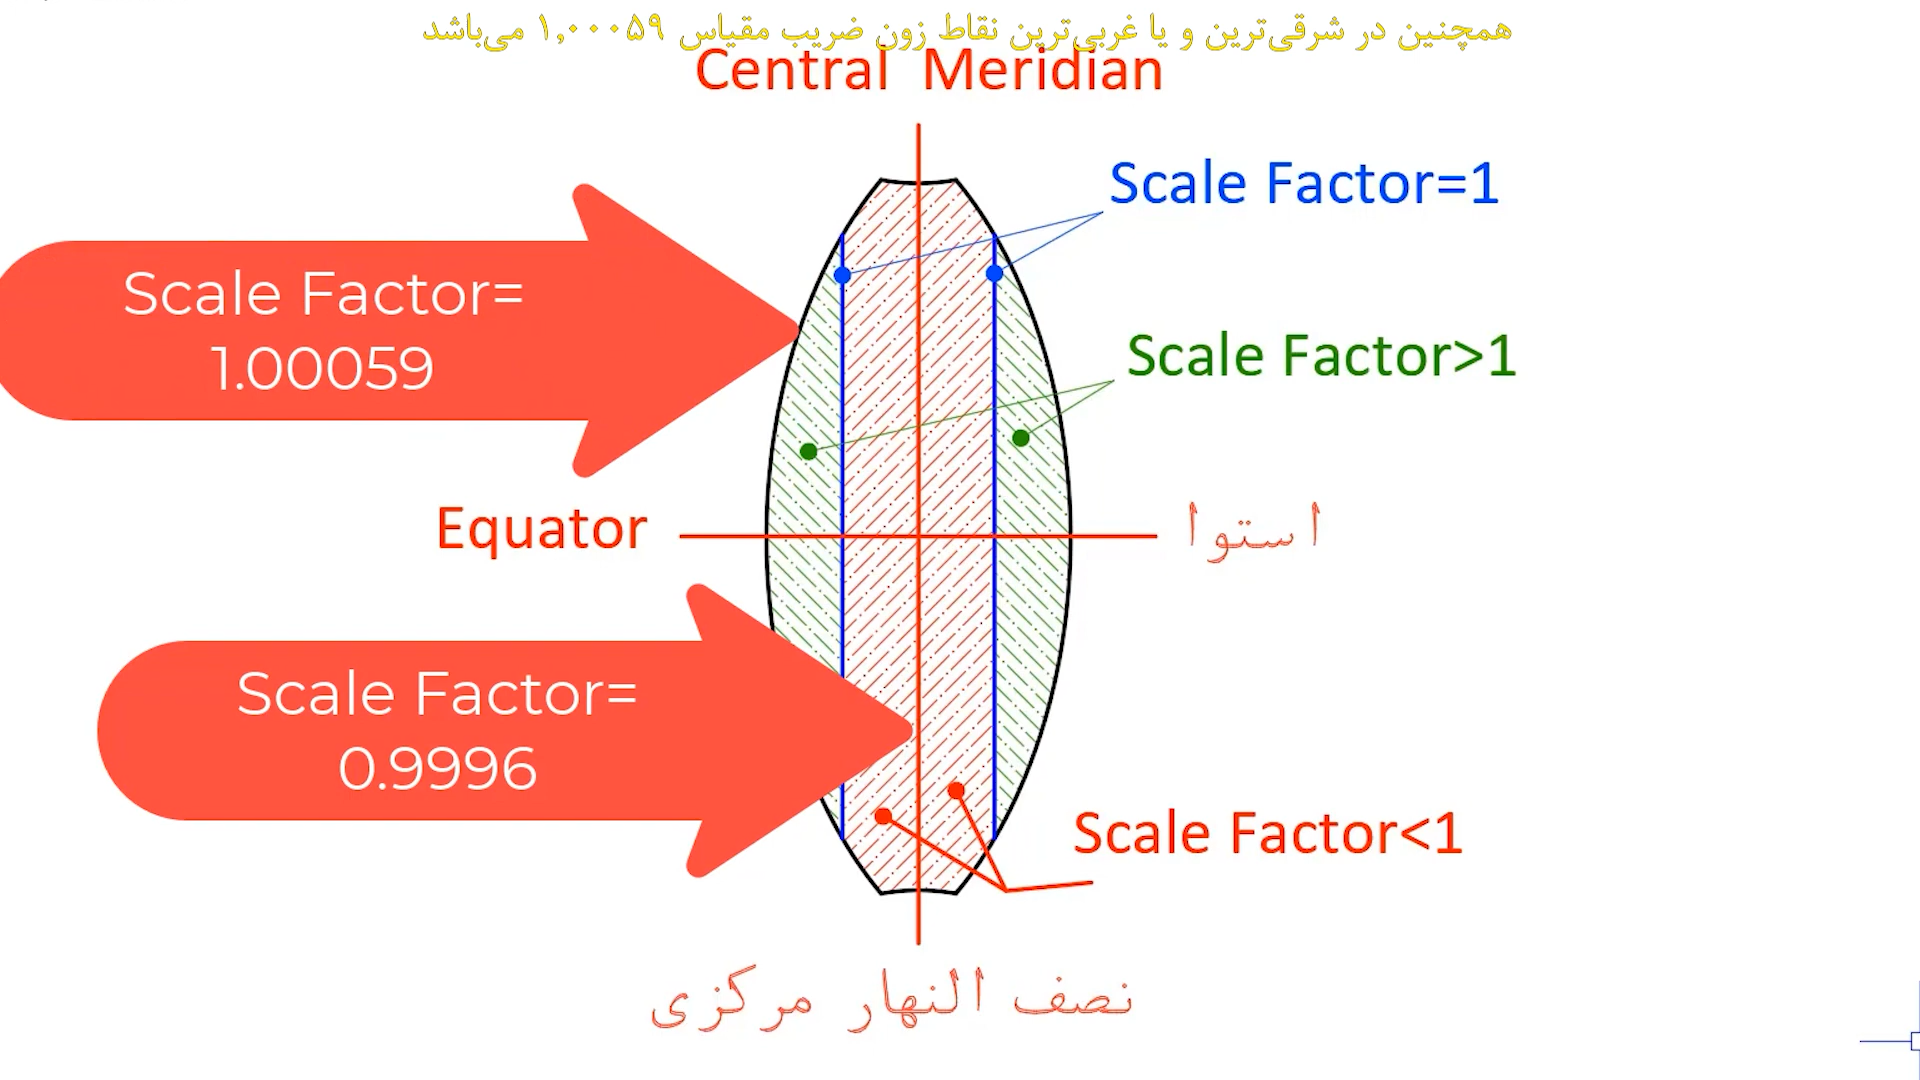 همچنین در شرقی‌ترین و یا غربی‌ترین نقاط زون ضریب مقیاس ۱,۰۰۰۵۹ می‌باشد
Central Meridian
Scale Factor=1
Scale Factor=
1.00059
Scale Factor>1
Equator
استوا
Scale Factor=
0.9996
Scale Factor<1
نصف النهار مرکزی